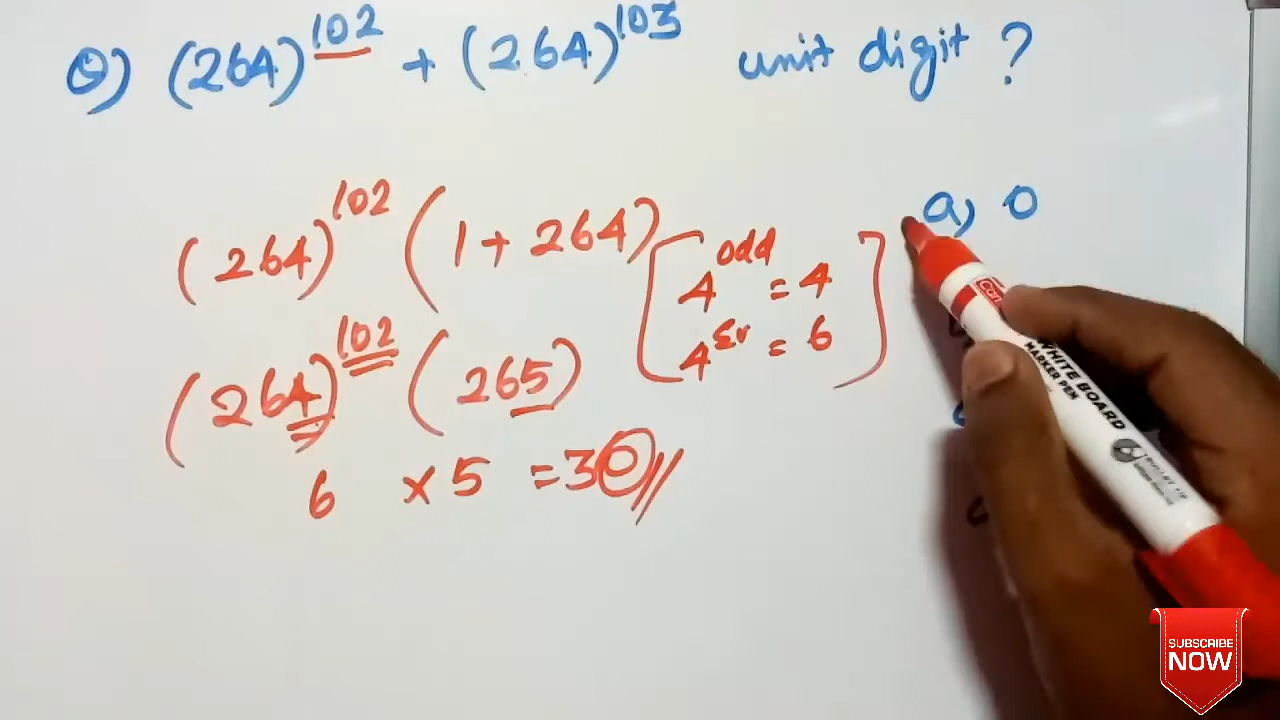 Q) (264)^102 + (264)^103 unit digit ?
(264)^102 (1 + 264)
[4^odd = 4
4^Ev = 6]
(264)^102 (265)
6 × 5 = 30 //
a, 0
WHITE BOARD
MARKER PEN
SUBSCRIBE
NOW